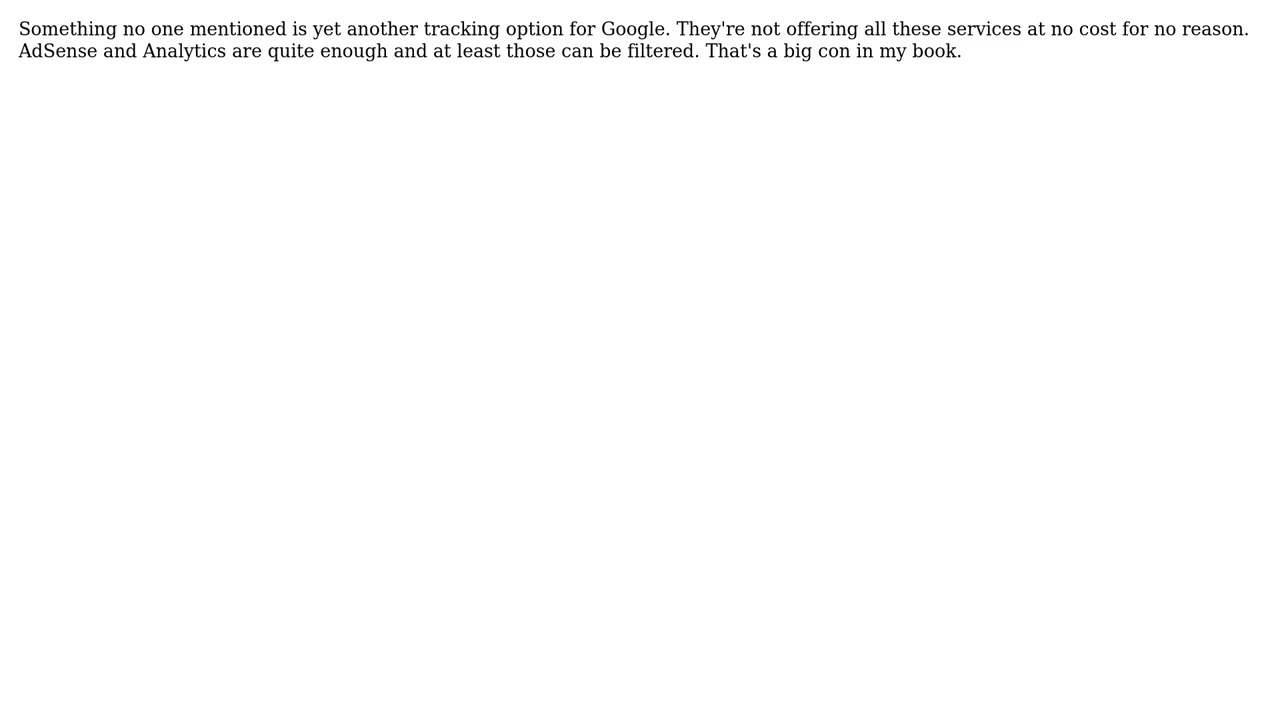 Something no one mentioned is yet another tracking option for Google. They're not offering all these services at no cost for no reason.
AdSense and Analytics are quite enough and at least those can be filtered. That's a big con in my book.